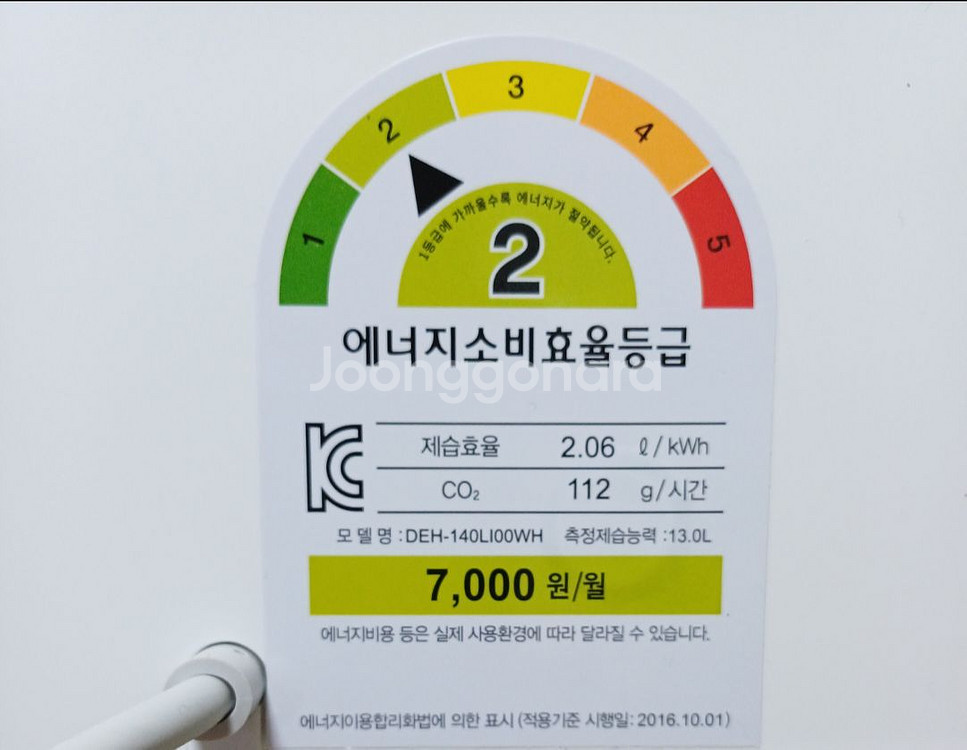 1
2
3
4
5
1등급에 가까울수록 에너지가 절약됩니다.
2
에너지소비효율등급
Joonggonara
제습효율 2.06 ℓ/kWh
CO₂ 112 g/시간
모델명:DEH-140LI00WH 측정제습능력:13.0L
7,000 원/월
에너지비용 등은 실제 사용환경에 따라 달라질 수 있습니다.
에너지이용합리화법에 의한 표시 (적용기준 시행일: 2016.10.01)